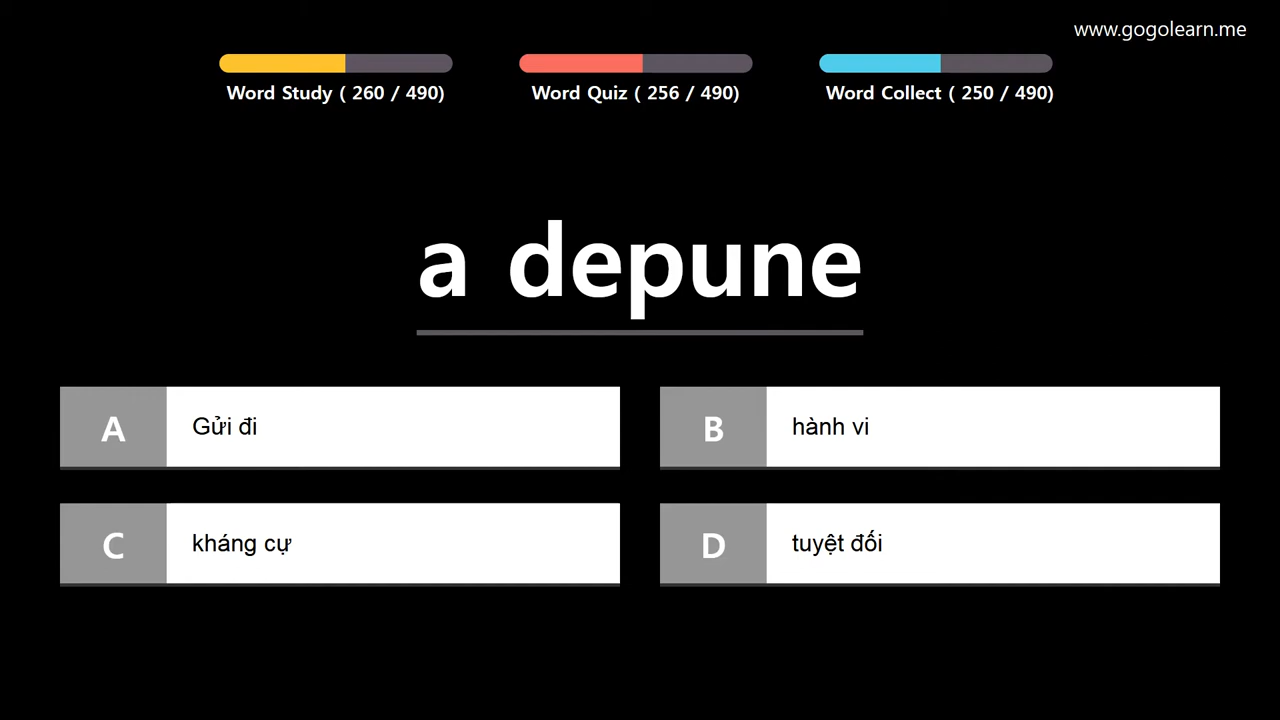 www.gogolearn.me
Word Study ( 260 / 490)
Word Quiz ( 256 / 490)
Word Collect ( 250 / 490)
a depune
A Gửi đi
B hành vi
C kháng cự
D tuyệt đối